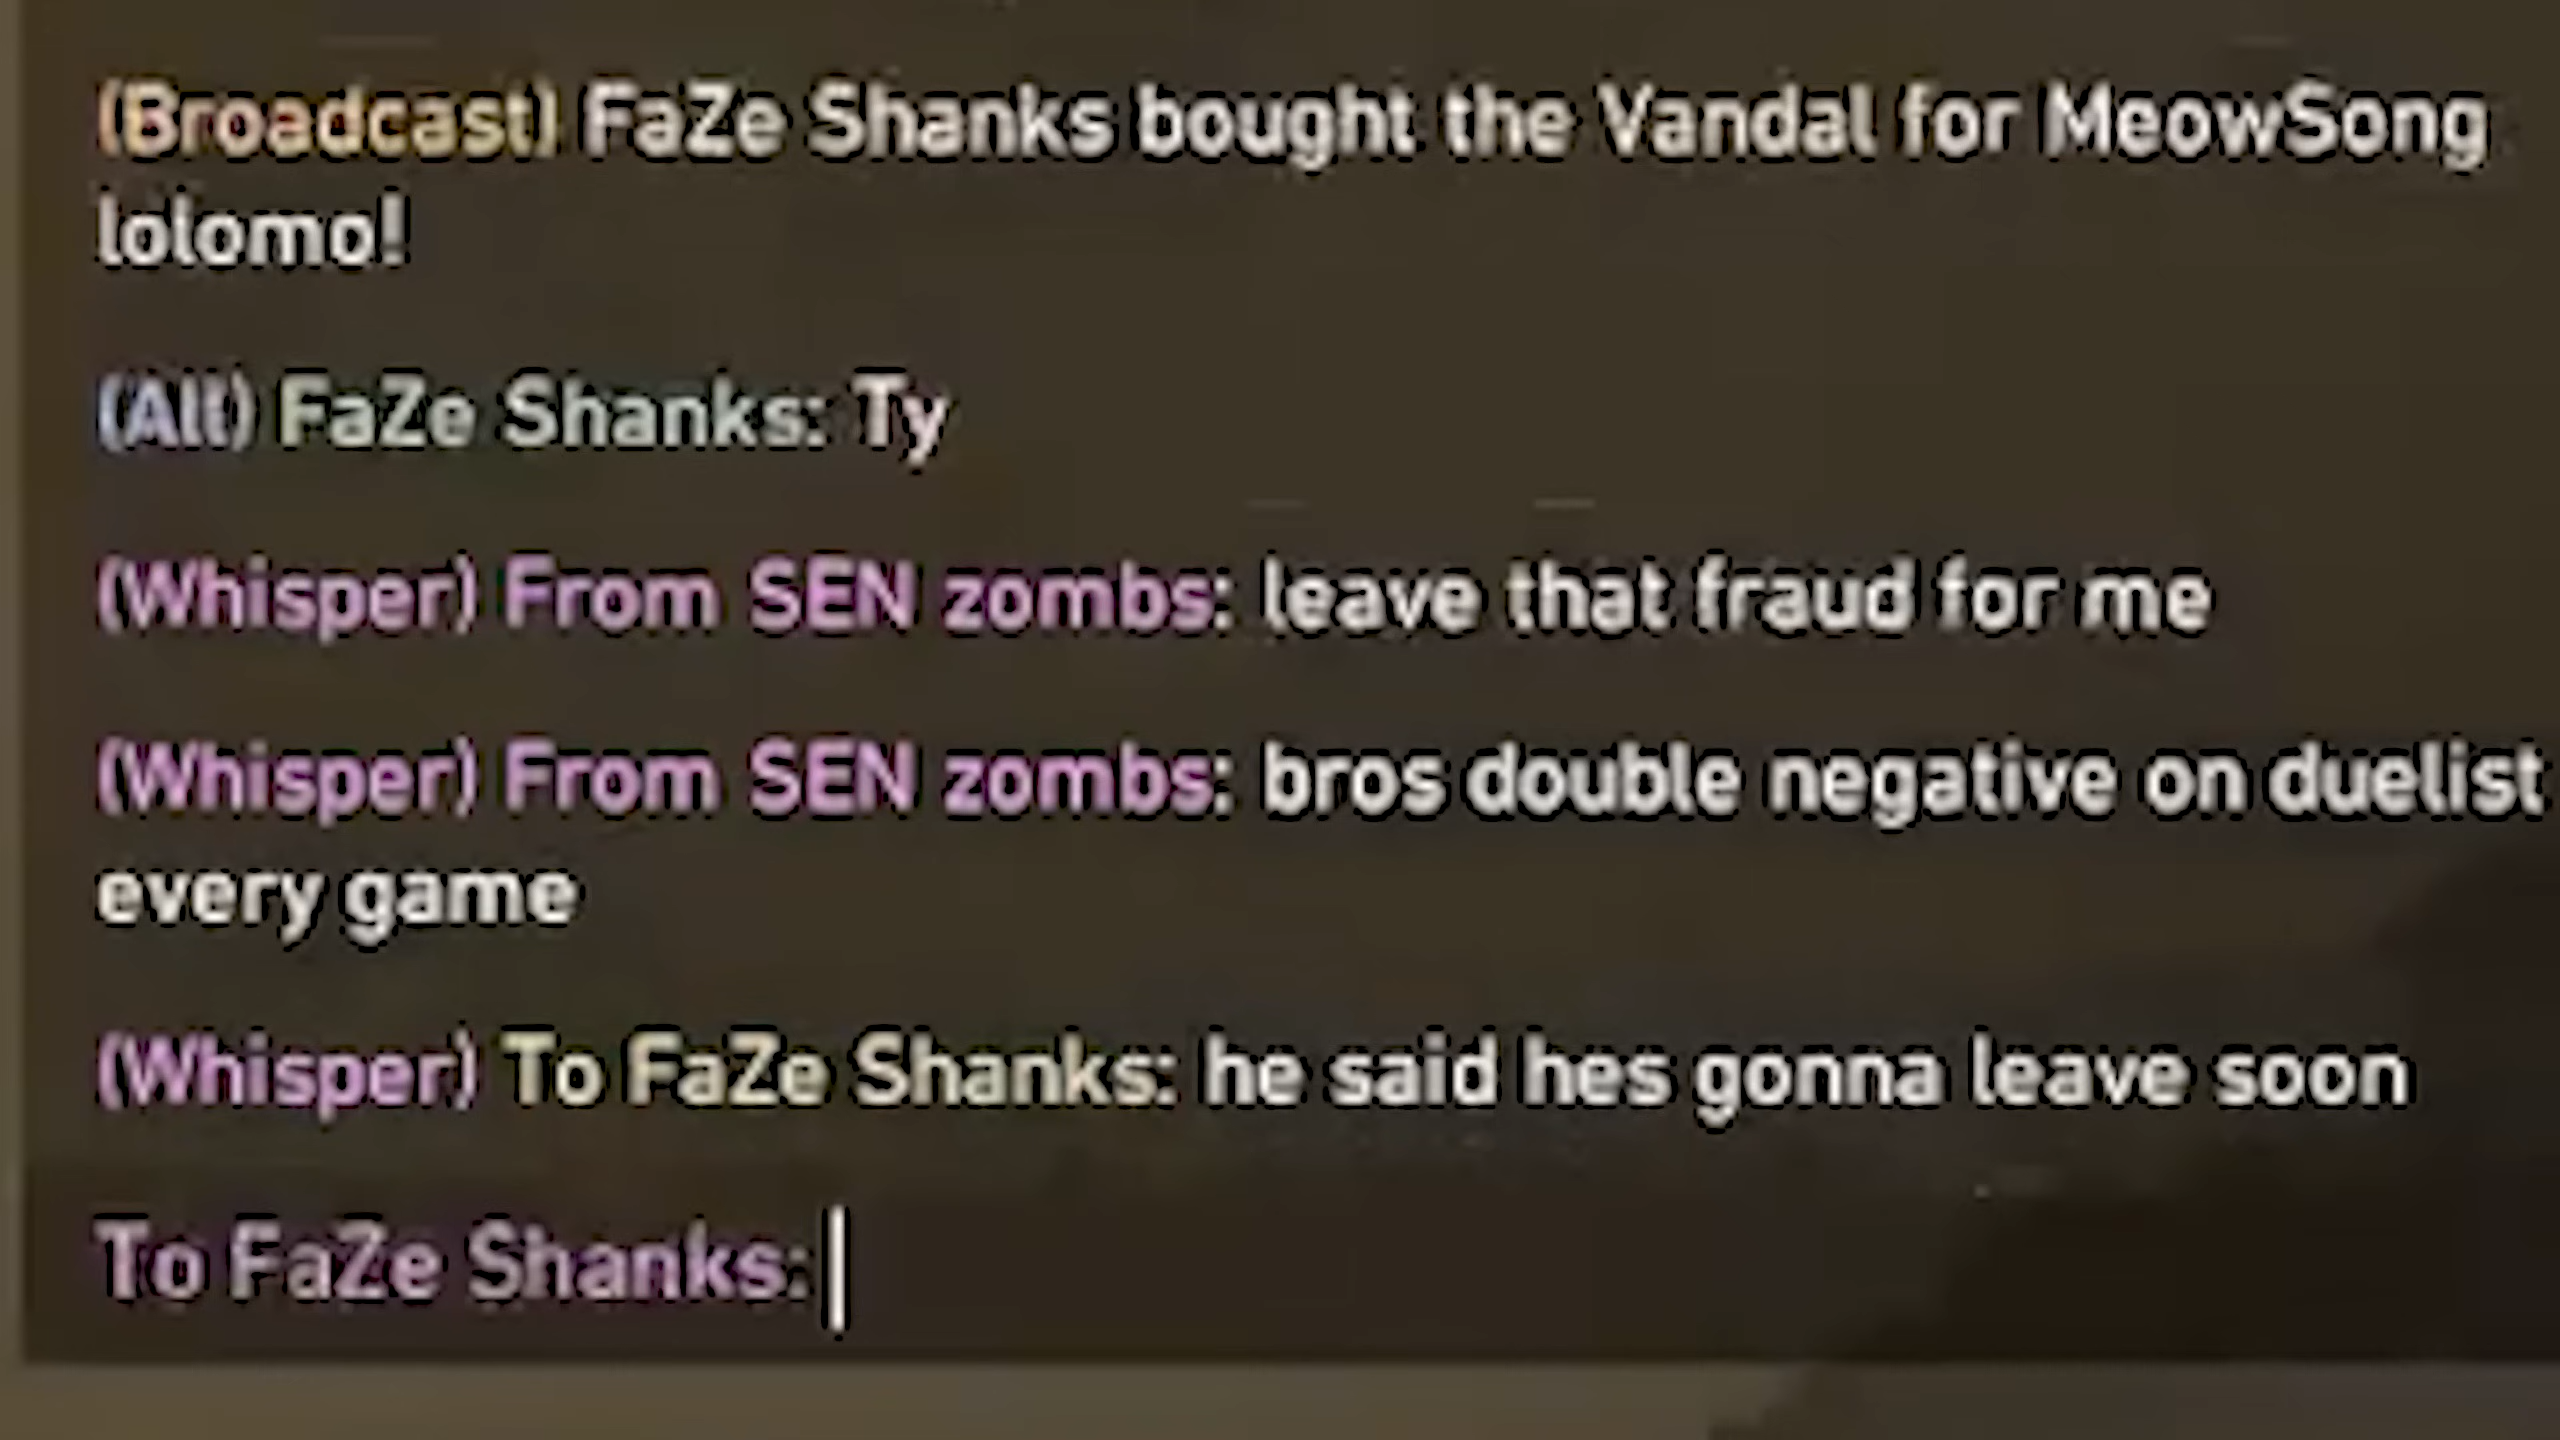 (Broadcast) FaZe Shanks bought the Vandal for MeowSong
lolomo!
(All) FaZe Shanks: Ty
(Whisper) From SEN zombs: leave that fraud for me
(Whisper) From SEN zombs: bros double negative on duelist
every game
(Whisper) To FaZe Shanks: he said hes gonna leave soon
To FaZe Shanks: